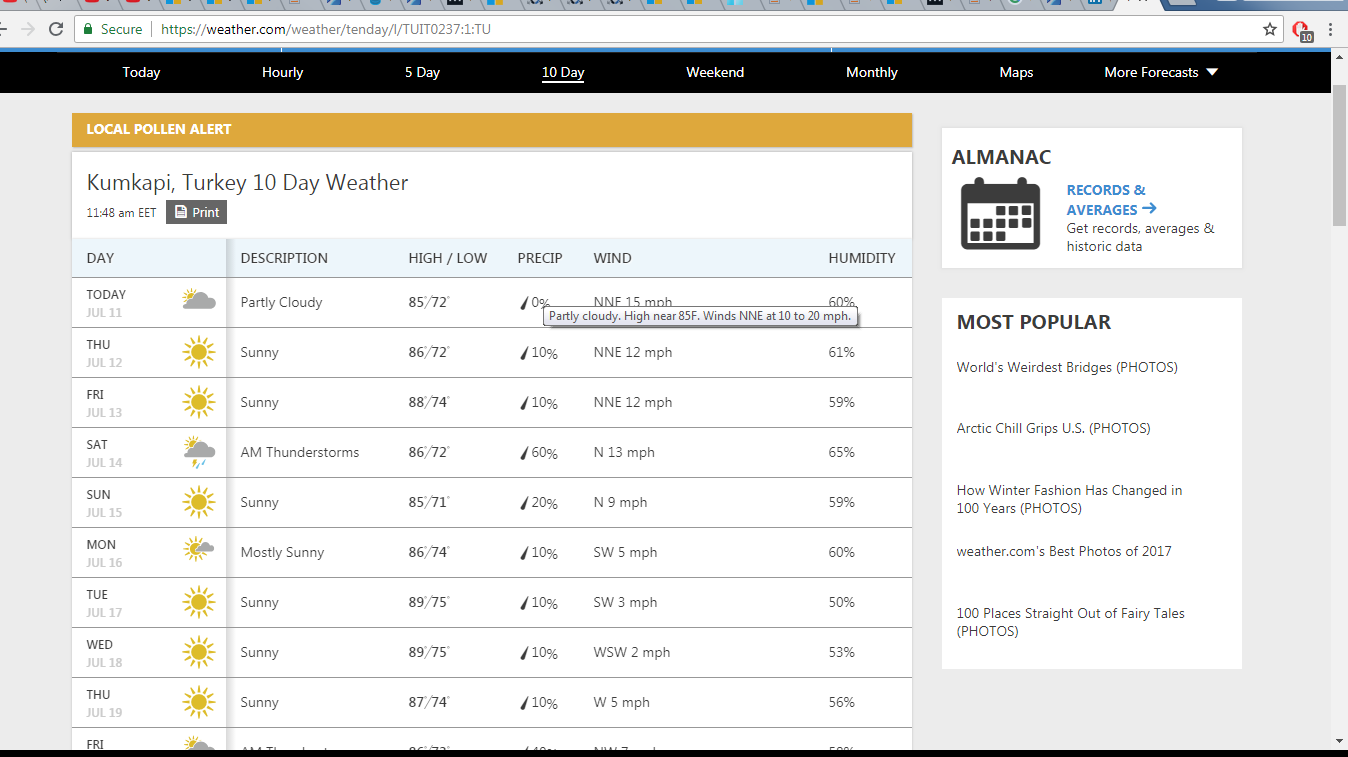 Secure https://weather.com/weather/tenday/l/TUIT0237:1:TU
10
Today Hourly 5 Day 10 Day Weekend Monthly Maps More Forecasts
LOCAL POLLEN ALERT
Kumkapi, Turkey 10 Day Weather
11:48 am EET Print
DAY DESCRIPTION HIGH / LOW PRECIP WIND HUMIDITY
TODAY
JUL 11
Partly Cloudy 85°/72° 0% NNE 15 mph 60%
Partly cloudy. High near 85F. Winds NNE at 10 to 20 mph.
THU
JUL 12
Sunny 86°/72° 10% NNE 12 mph 61%
FRI
JUL 13
Sunny 88°/74° 10% NNE 12 mph 59%
SAT
JUL 14
AM Thunderstorms 86°/72° 60% N 13 mph 65%
SUN
JUL 15
Sunny 85°/71° 20% N 9 mph 59%
MON
JUL 16
Mostly Sunny 86°/74° 10% SW 5 mph 60%
TUE
JUL 17
Sunny 89°/75° 10% SW 3 mph 50%
WED
JUL 18
Sunny 89°/75° 10% WSW 2 mph 53%
THU
JUL 19
Sunny 87°/74° 10% W 5 mph 56%
FRI
ALMANAC
RECORDS &
AVERAGES
Get records, averages &
historic data
MOST POPULAR
World's Weirdest Bridges (PHOTOS)
Arctic Chill Grips U.S. (PHOTOS)
How Winter Fashion Has Changed in
100 Years (PHOTOS)
weather.com's Best Photos of 2017
100 Places Straight Out of Fairy Tales
(PHOTOS)